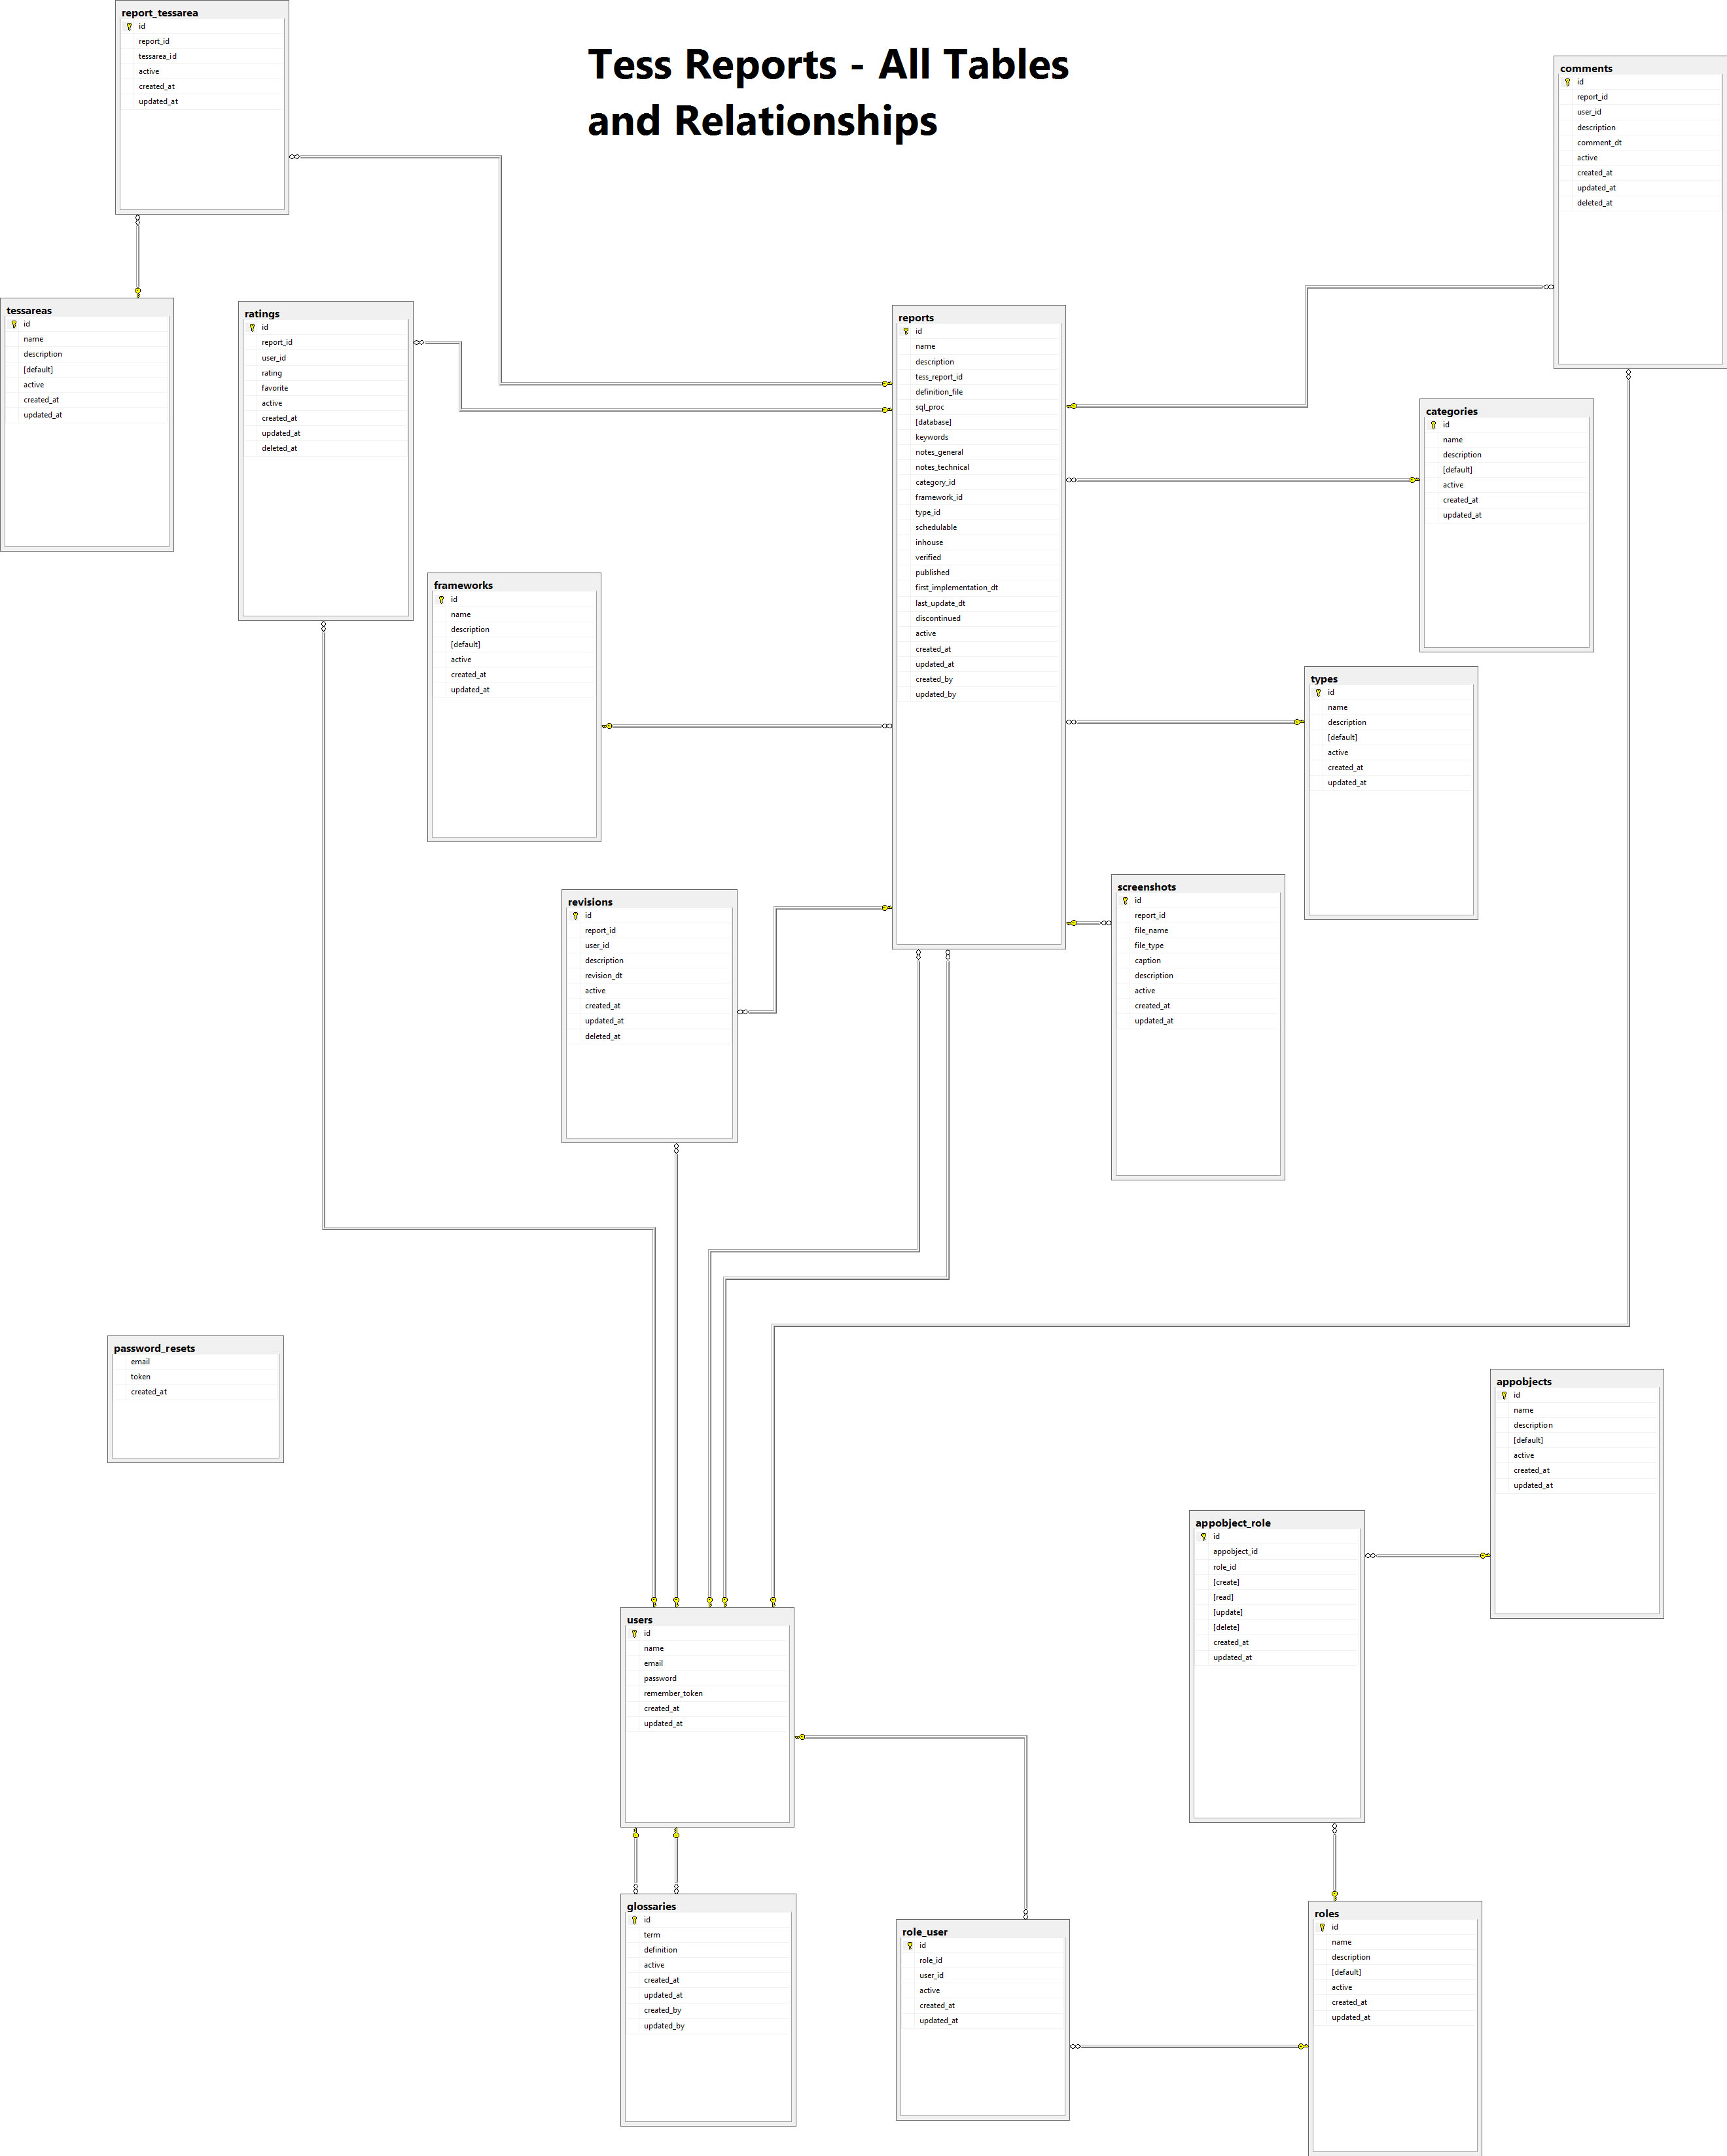 Tess Reports - All Tables
and Relationships
report_tessarea
id
report_id
tessarea_id
active
created_at
updated_at
comments
id
report_id
user_id
description
comment_dt
active
created_at
updated_at
deleted_at
tessareas
id
name
description
[default]
active
created_at
updated_at
ratings
id
report_id
user_id
rating
favorite
active
created_at
updated_at
deleted_at
reports
id
name
description
tess_report_id
definition_file
sql_proc
[database]
keywords
notes_general
notes_technical
category_id
framework_id
type_id
schedulable
inhouse
verified
published
first_implementation_dt
last_update_dt
discontinued
active
created_at
updated_at
created_by
updated_by
categories
id
name
description
[default]
active
created_at
updated_at
frameworks
id
name
description
[default]
active
created_at
updated_at
types
id
name
description
[default]
active
created_at
updated_at
revisions
id
report_id
user_id
description
revision_dt
active
created_at
updated_at
deleted_at
screenshots
id
report_id
file_name
file_type
caption
description
active
created_at
updated_at
password_resets
email
token
created_at
appobjects
id
name
description
[default]
active
created_at
updated_at
appobject_role
id
appobject_id
role_id
[create]
[read]
[update]
[delete]
created_at
updated_at
users
id
name
email
password
remember_token
created_at
updated_at
glossaries
id
term
definition
active
created_at
updated_at
created_by
updated_by
role_user
id
role_id
user_id
active
created_at
updated_at
roles
id
name
description
[default]
active
created_at
updated_at